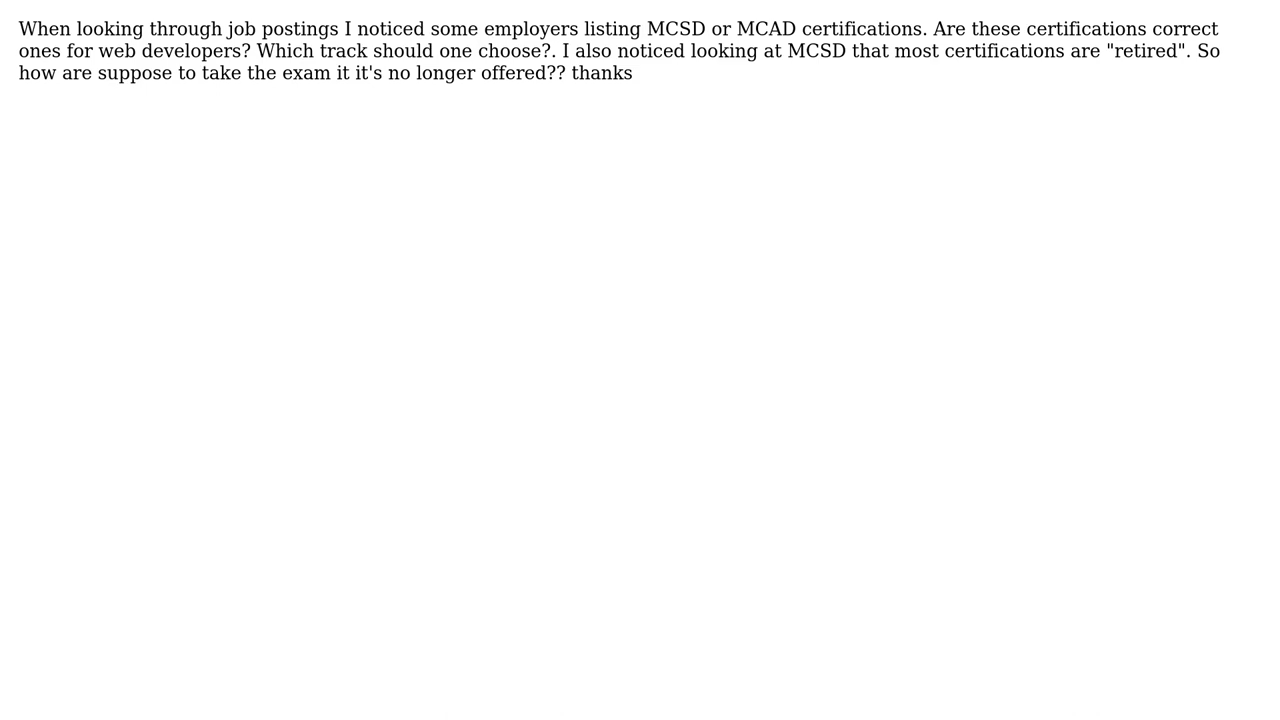 When looking through job postings I noticed some employers listing MCSD or MCAD certifications. Are these certifications correct
ones for web developers? Which track should one choose?. I also noticed looking at MCSD that most certifications are "retired". So
how are suppose to take the exam it it's no longer offered?? thanks